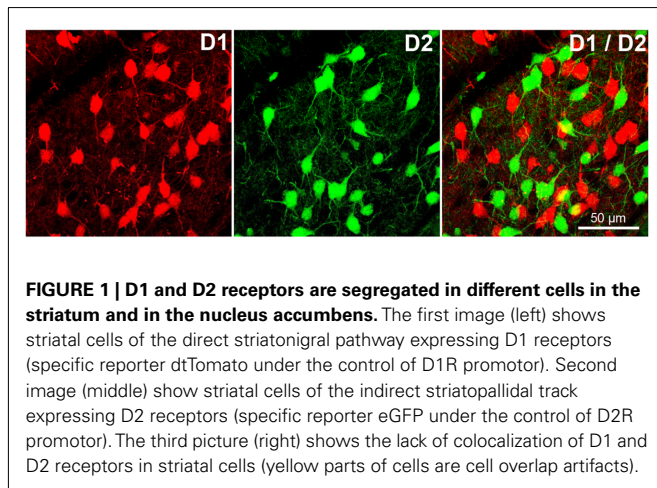 D1 D2 D1 / D2
50 µm
FIGURE 1 | D1 and D2 receptors are segregated in different cells in the
striatum and in the nucleus accumbens. The first image (left) shows
striatal cells of the direct striatonigral pathway expressing D1 receptors
(specific reporter dtTomato under the control of D1R promotor). Second
image (middle) show striatal cells of the indirect striatopallidal track
expressing D2 receptors (specific reporter eGFP under the control of D2R
promotor). The third picture (right) shows the lack of colocalization of D1 and
D2 receptors in striatal cells (yellow parts of cells are cell overlap artifacts).